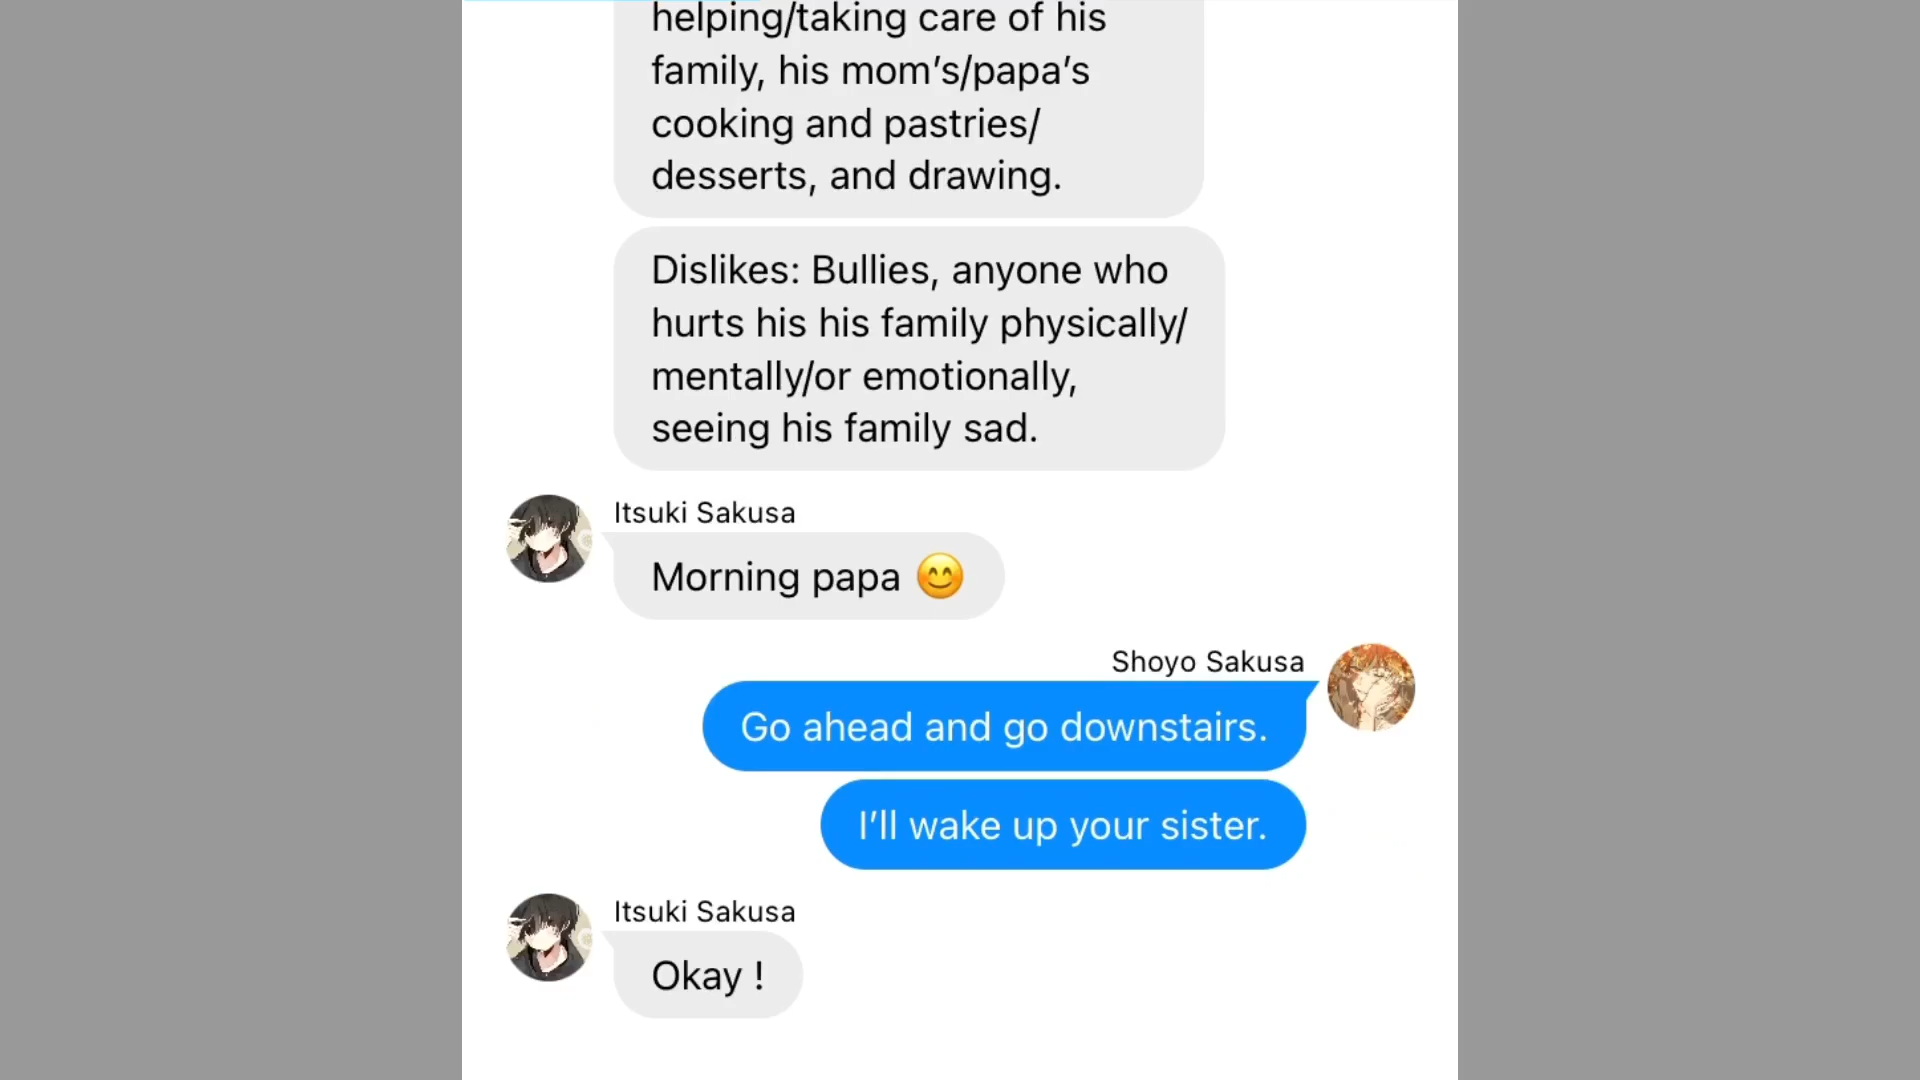 helping/taking care of his
family, his mom’s/papa’s
cooking and pastries/
desserts, and drawing.
Dislikes: Bullies, anyone who
hurts his his family physically/
mentally/or emotionally,
seeing his family sad.
Itsuki Sakusa
Morning papa 😊
Shoyo Sakusa
Go ahead and go downstairs.
I’ll wake up your sister.
Itsuki Sakusa
Okay !